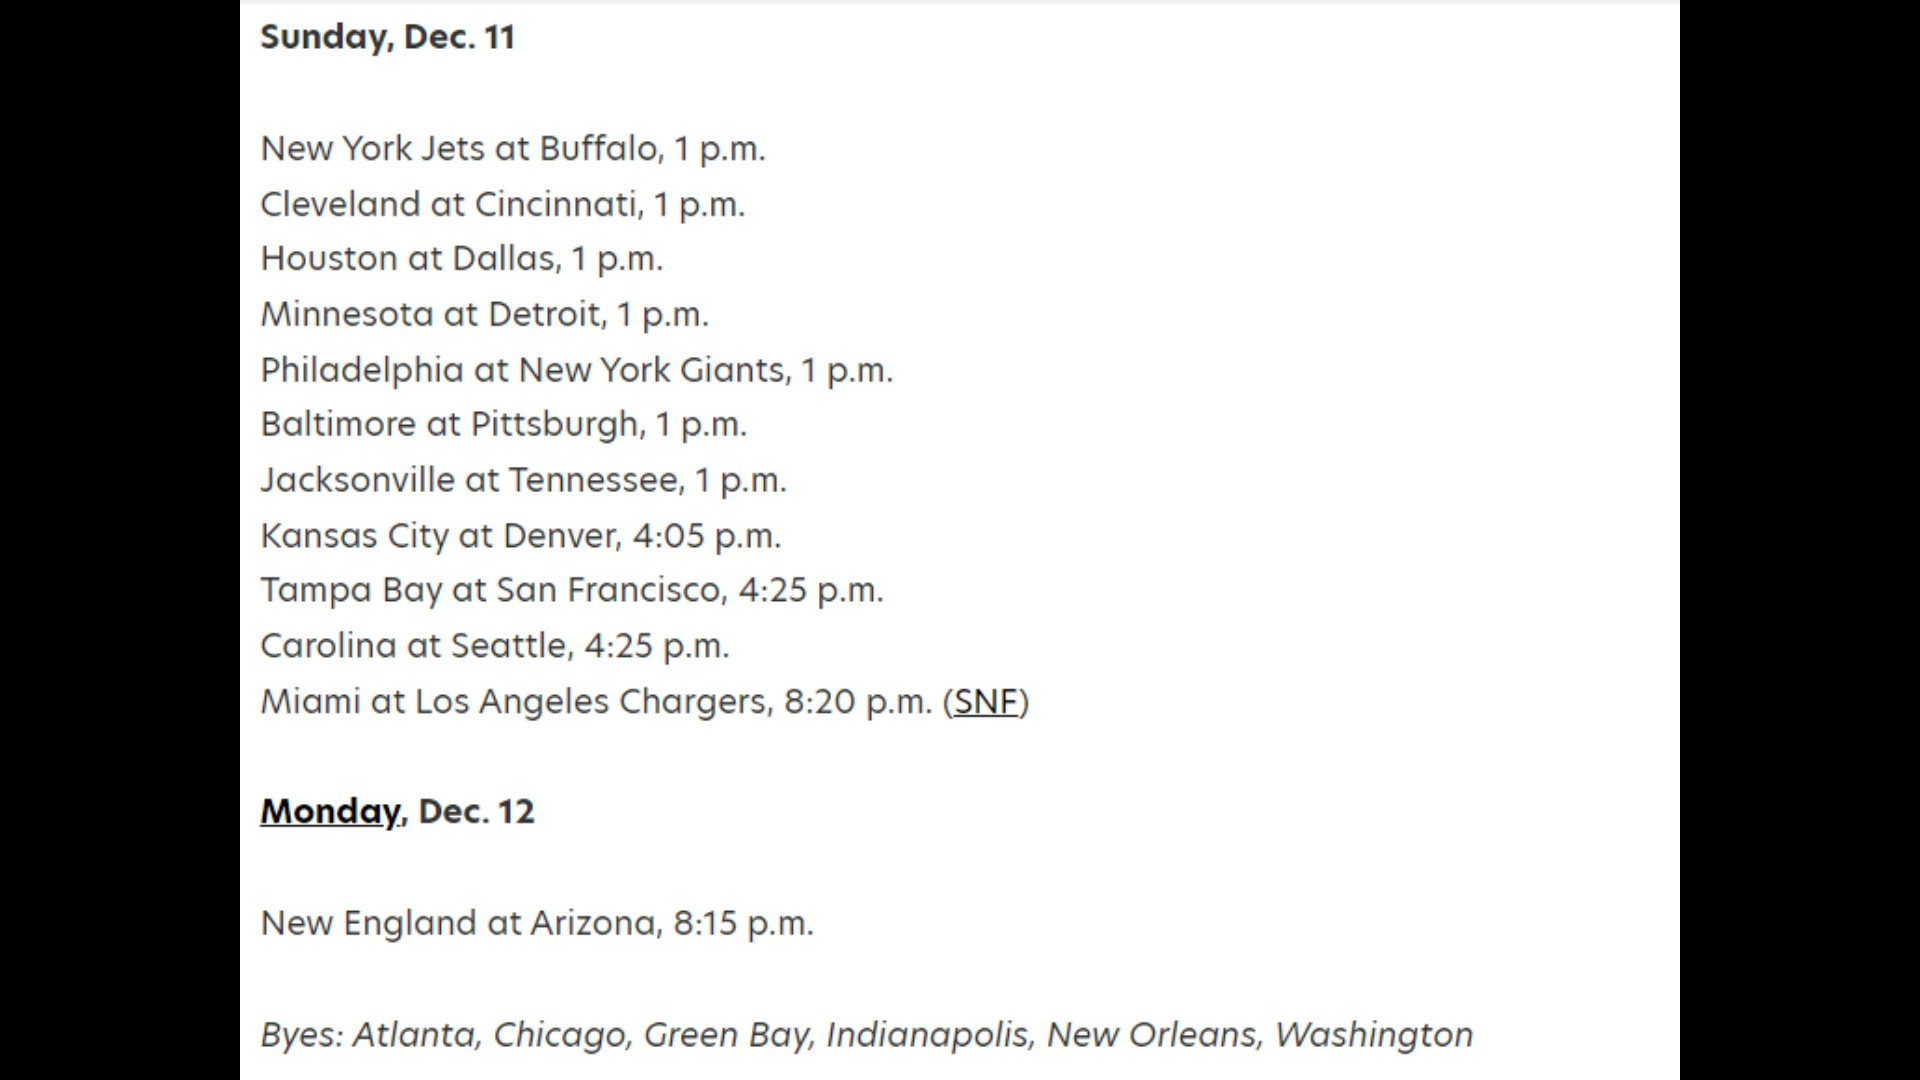 Sunday, Dec. 11
New York Jets at Buffalo, 1 p.m.
Cleveland at Cincinnati, 1 p.m.
Houston at Dallas, 1 p.m.
Minnesota at Detroit, 1 p.m.
Philadelphia at New York Giants, 1 p.m.
Baltimore at Pittsburgh, 1 p.m.
Jacksonville at Tennessee, 1 p.m.
Kansas City at Denver, 4:05 p.m.
Tampa Bay at San Francisco, 4:25 p.m.
Carolina at Seattle, 4:25 p.m.
Miami at Los Angeles Chargers, 8:20 p.m. (SNF)
Monday, Dec. 12
New England at Arizona, 8:15 p.m.
Byes: Atlanta, Chicago, Green Bay, Indianapolis, New Orleans, Washington